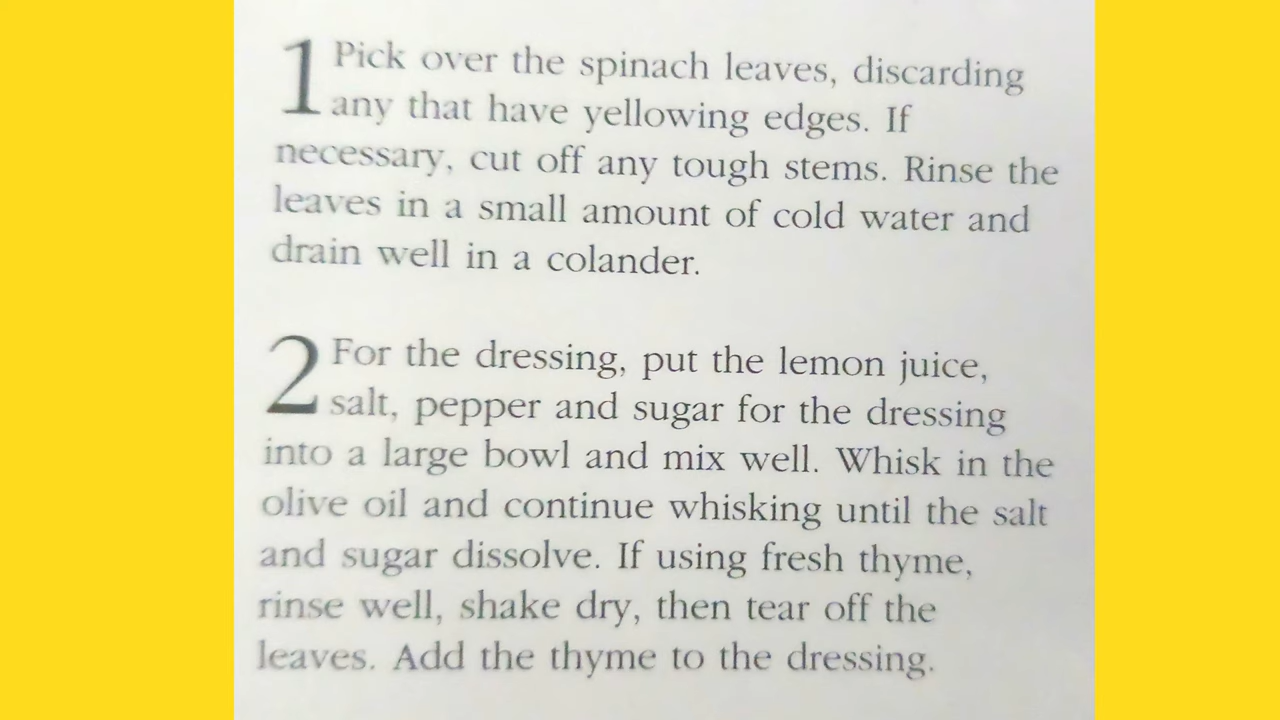 1 Pick over the spinach leaves, discarding
any that have yellowing edges. If
necessary, cut off any tough stems. Rinse the
leaves in a small amount of cold water and
drain well in a colander.
2 For the dressing, put the lemon juice,
salt, pepper and sugar for the dressing
into a large bowl and mix well. Whisk in the
olive oil and continue whisking until the salt
and sugar dissolve. If using fresh thyme,
rinse well, shake dry, then tear off the
leaves. Add the thyme to the dressing.